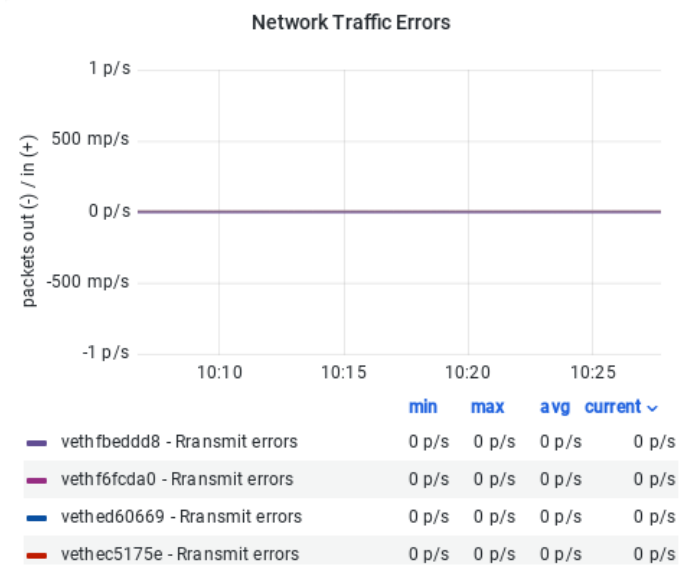 Network Traffic Errors
packets out (-) / in (+)
1 p/s
500 mp/s
0 p/s
-500 mp/s
-1 p/s
10:10 10:15 10:20 10:25
min max avg current
vethfbeddd8 - Rransmit errors 0 p/s 0 p/s 0 p/s 0 p/s
vethf6fcda0 - Rransmit errors 0 p/s 0 p/s 0 p/s 0 p/s
vethed60669 - Rransmit errors 0 p/s 0 p/s 0 p/s 0 p/s
vethec5175e - Rransmit errors 0 p/s 0 p/s 0 p/s 0 p/s